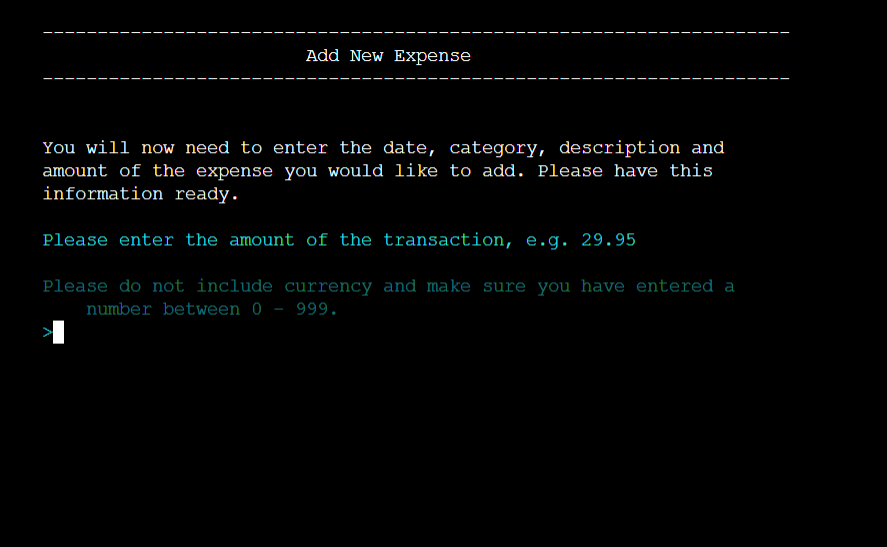 --------------------------------------------------------------------
Add New Expense
--------------------------------------------------------------------
You will now need to enter the date, category, description and
amount of the expense you would like to add. Please have this
information ready.
Please enter the amount of the transaction, e.g. 29.95
Please do not include currency and make sure you have entered a
number between 0 - 999.
>